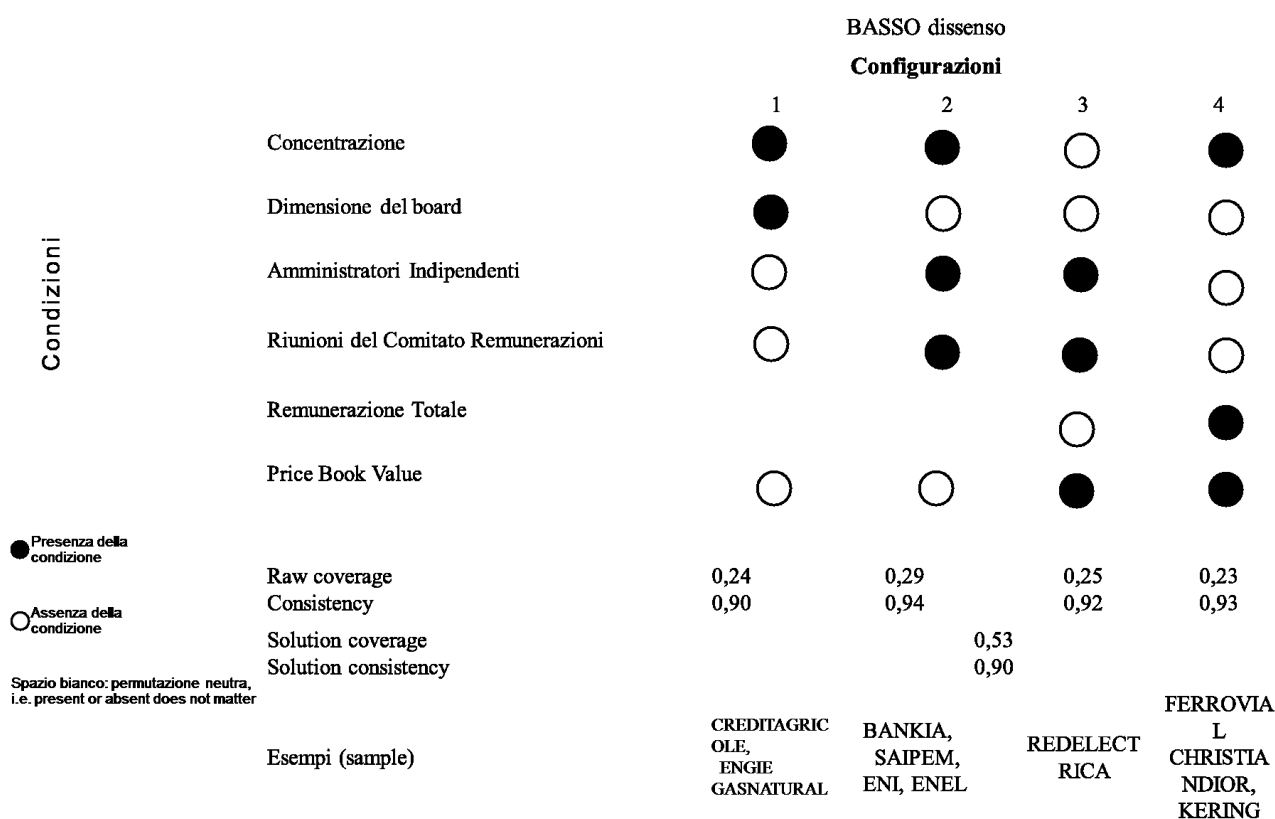 BASSO dissenso
Configurazioni
1 2 3 4
Condizioni
Concentrazione
Dimensione del board
Amministratori Indipendenti
Riunioni del Comitato Remunerazioni
Remunerazione Totale
Price Book Value
Presenza della
condizione
Assenza della
condizione
Spazio bianco: permutazione neutra,
i.e. present or absent does not matter
Raw coverage 0,24 0,29 0,25 0,23
Consistency 0,90 0,94 0,92 0,93
Solution coverage 0,53
Solution consistency 0,90
Esempi (sample)
CREDITAGRIC
OLE,
ENGIE
GASNATURAL
BANKIA,
SAIPEM,
ENI, ENEL
REDELECT
RICA
FERROVIA
L
CHRISTIA
NDIOR,
KERING